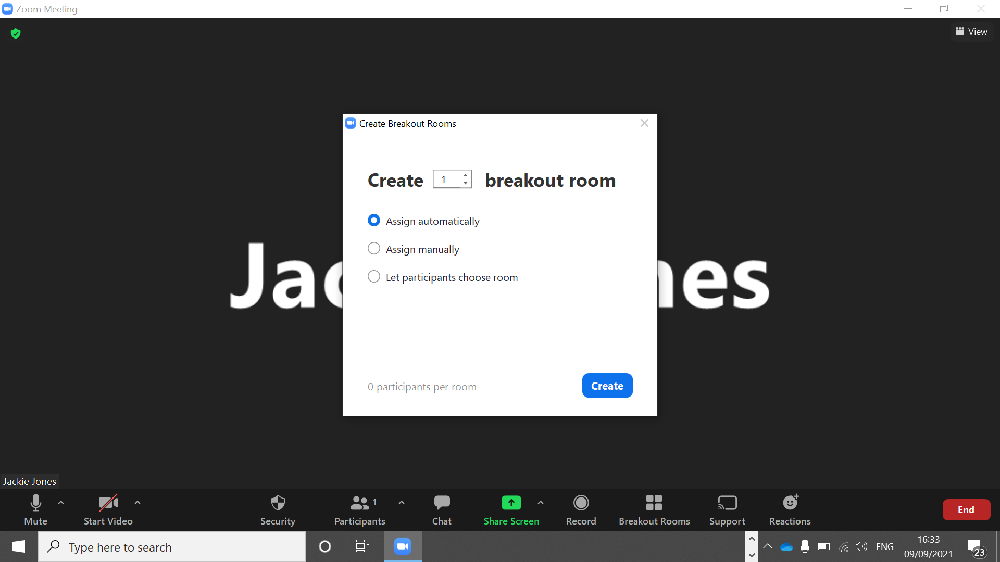 Zoom Meeting
View
Create Breakout Rooms
Create 1 breakout room
Assign automatically
Assign manually
Let participants choose room
Jac nes
0 participants per room
Create
Jackie Jones
1
Mute
Start Video
Security
Participants
Chat
Share Screen
Record
Breakout Rooms
Support
Reactions
End
Type here to search
ENG
16:33
09/09/2021
23